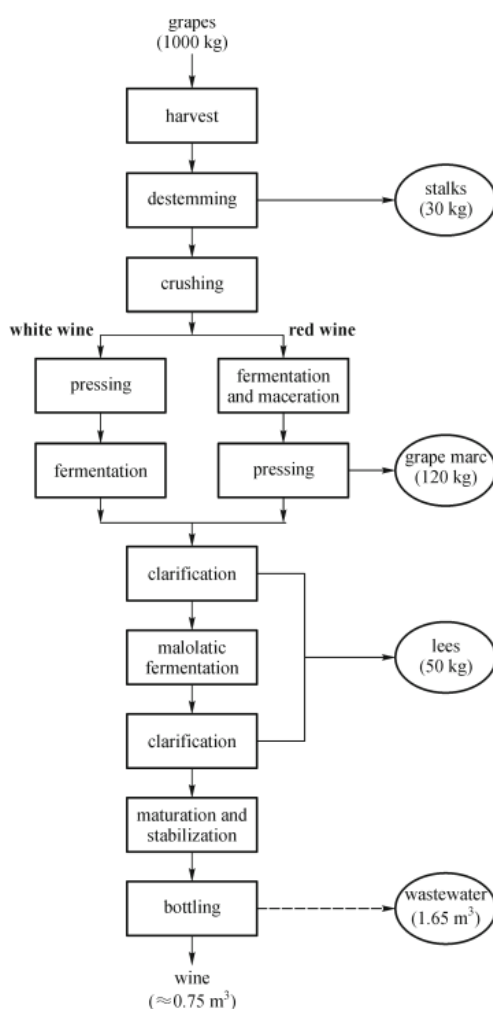 grapes
(1000 kg)
harvest
destemming
stalks
(30 kg)
crushing
white wine
red wine
pressing
fermentation
and maceration
fermentation
pressing
grape marc
(120 kg)
clarification
malolatic
fermentation
lees
(50 kg)
clarification
maturation and
stabilization
bottling
wastewater
(1.65 m³)
wine
(≈0.75 m³)